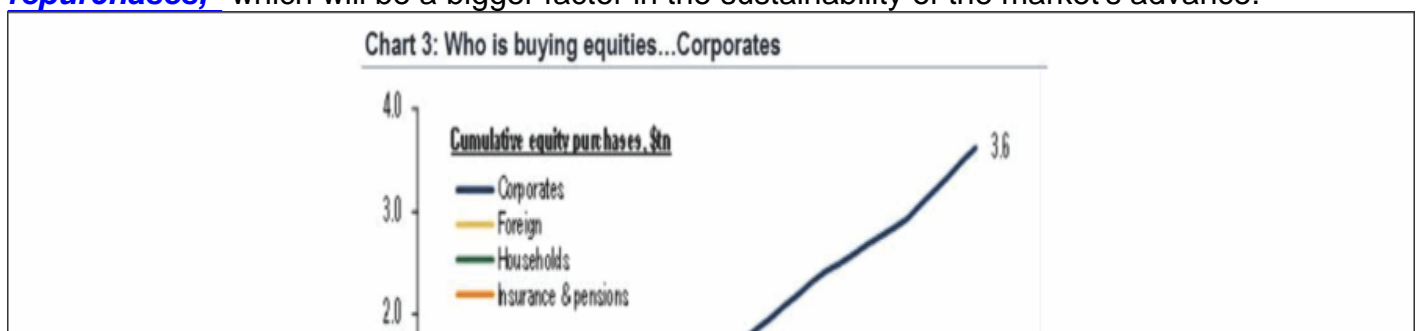 repurchases," which will be a bigger factor in the sustainability of the market's advance.
Chart 3: Who is buying equities...Corporates
4.0
Cumulative equity purchases, $tn
3.6
Corporates
3.0
Foreign
Households
Insurance & pensions
2.0